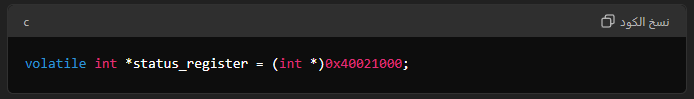 c نسخ الكود
volatile int *status_register = (int *)0x40021000;